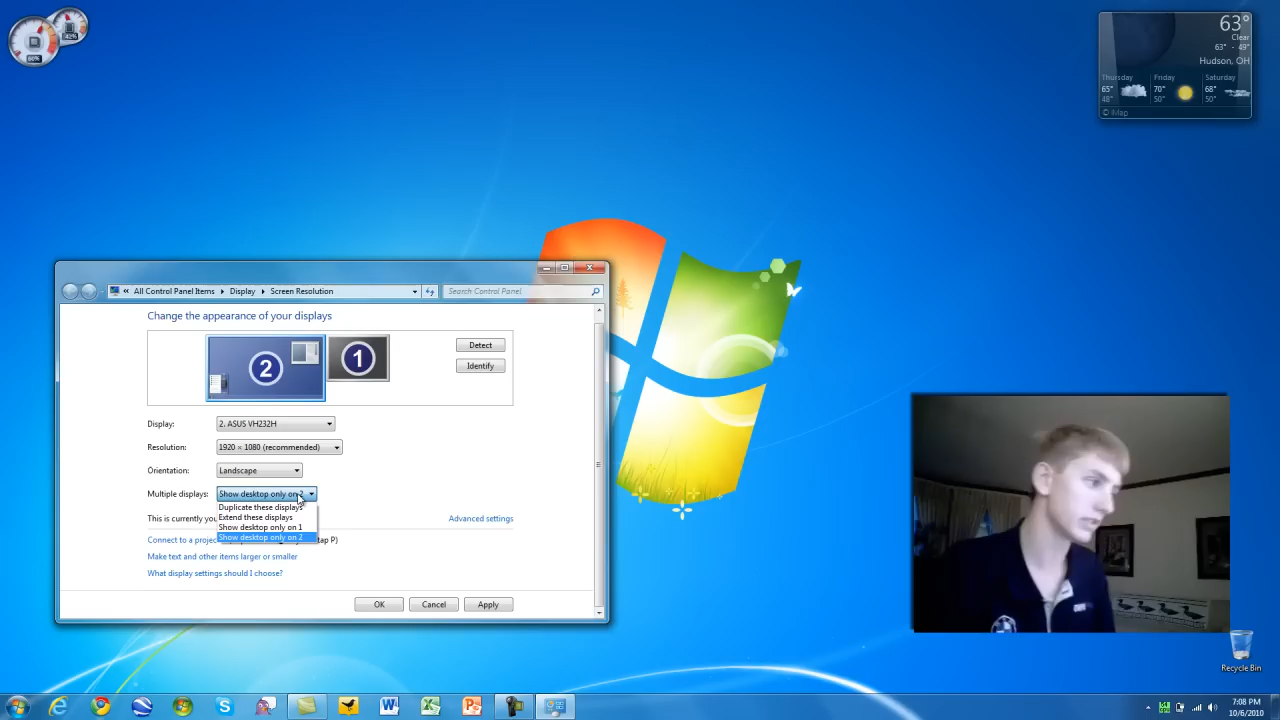 63°
Clear
63° - 49°
Hudson, OH
Thursday Friday Saturday
65° 70° 68°
48° 50° 50°
© iMap
All Control Panel Items Display Screen Resolution Search Control Panel
Change the appearance of your displays
2 1
Detect
Identify
Display: 2. ASUS VH232H
Resolution: 1920 × 1080 (recommended)
Orientation: Landscape
Multiple displays: Show desktop only on 2
Duplicate these displays
Extend these displays
Show desktop only on 1
Show desktop only on 2
This is currently you
Advanced settings
Connect to a projec tap P)
Make text and other items larger or smaller
What display settings should I choose?
OK Cancel Apply
Recycle Bin
7:08 PM
10/6/2010